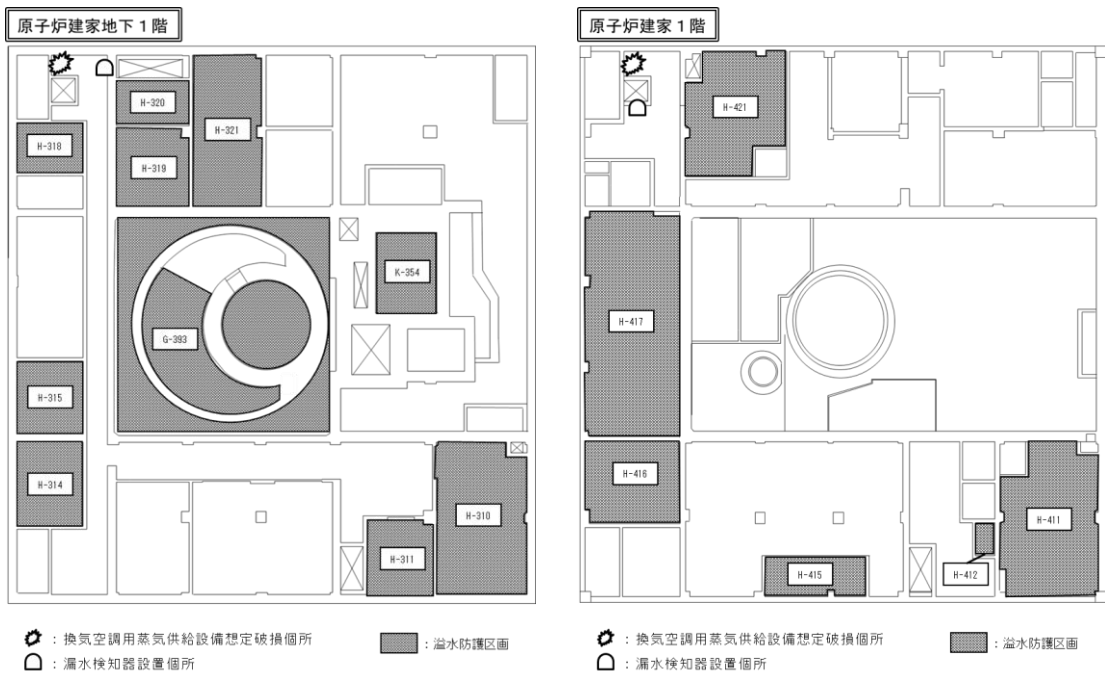 原子炉建家地下1階
H-320
H-321
H-318
H-319
K-354
G-393
H-315
H-314
H-310
H-311
：換気空調用蒸気供給設備想定破損個所
：漏水検知器設置個所
：溢水防護区画
原子炉建家1階
H-421
H-417
H-416
H-411
H-415
H-412
：換気空調用蒸気供給設備想定破損個所
：漏水検知器設置個所
：溢水防護区画